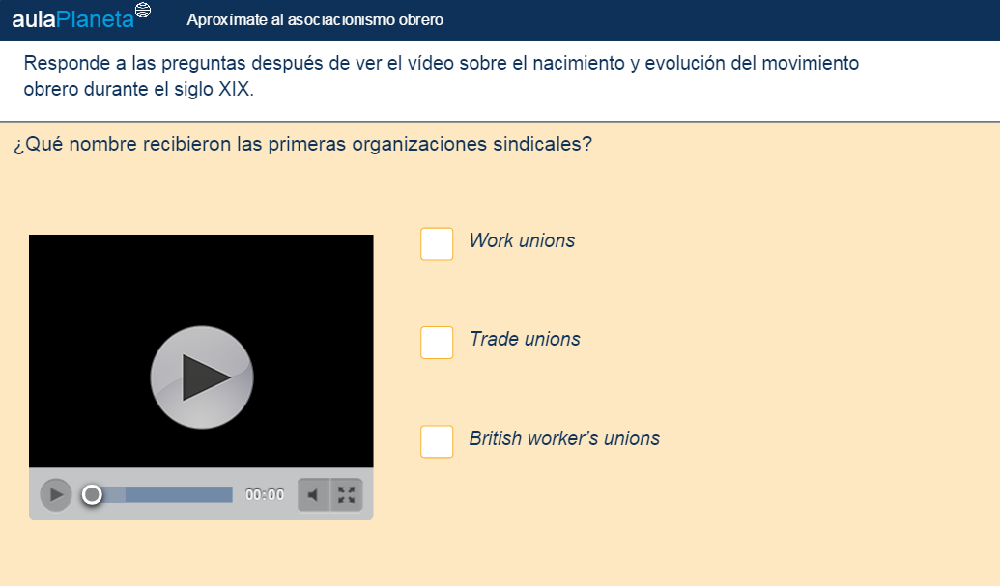 aulaPlaneta
Aproxímate al asociacionismo obrero
Responde a las preguntas después de ver el vídeo sobre el nacimiento y evolución del movimiento
obrero durante el siglo XIX.
¿Qué nombre recibieron las primeras organizaciones sindicales?
Work unions
Trade unions
British worker’s unions
00:00